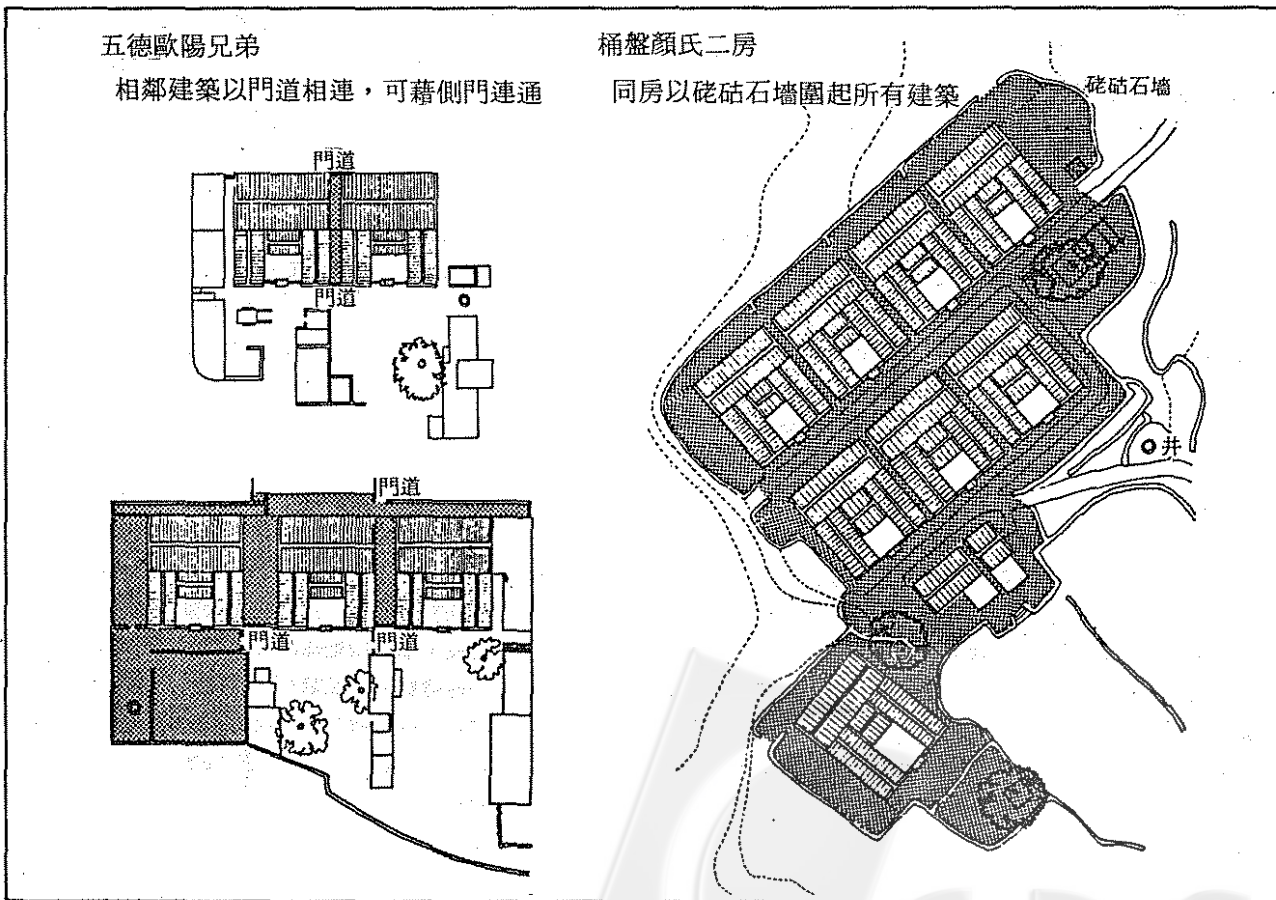 五德歐陽兄弟
相鄰建築以門道相連，可藉側門連通
門道
門道
門道
門道
門道
桶盤顏氏二房
同房以硓𥑮石墻圍起所有建築
硓𥑮石墻
井